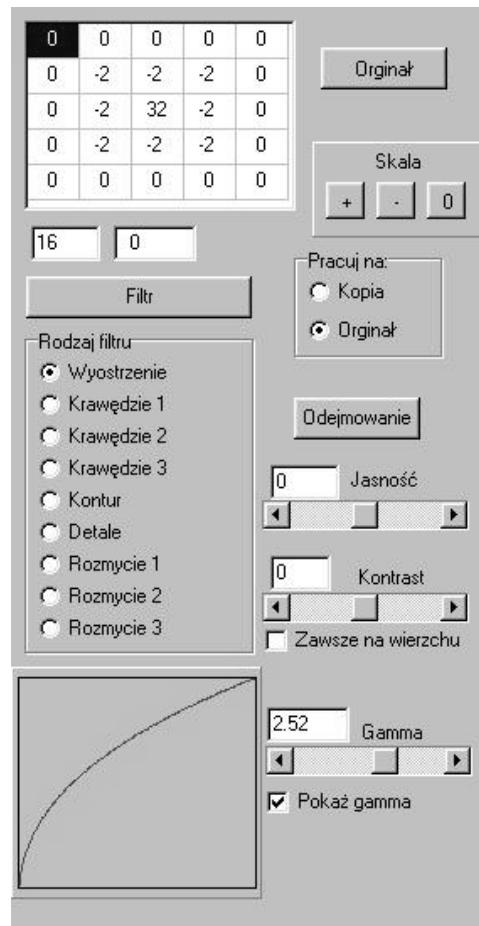 0 0 0 0 0
0 -2 -2 -2 0
0 -2 32 -2 0
0 -2 -2 -2 0
0 0 0 0 0
Orginał
Skala
+ - 0
16 0
Filtr
Pracuj na:
Kopia
Orginał
Rodzaj filtru
Wyostrzenie
Krawędzie 1
Krawędzie 2
Krawędzie 3
Kontur
Detale
Rozmycie 1
Rozmycie 2
Rozmycie 3
Odejmowanie
0 Jasność
0 Kontrast
Zawsze na wierzchu
2.52 Gamma
Pokaż gamma